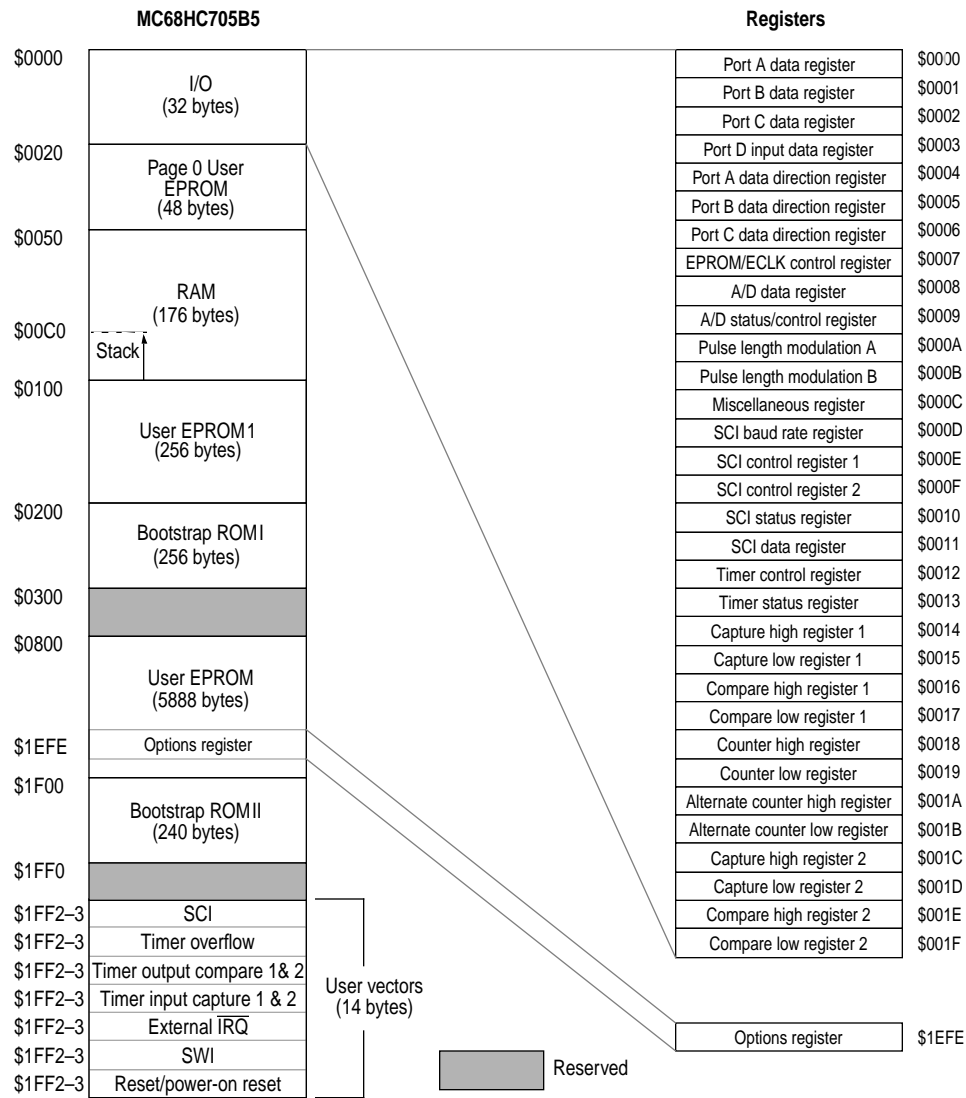 MC68HC705B5
$0000
I/O
(32 bytes)
$0020
Page 0 User
EPROM
(48 bytes)
$0050
RAM
(176 bytes)
$00C0
Stack
$0100
User EPROM1
(256 bytes)
$0200
Bootstrap ROMI
(256 bytes)
$0300
$0800
User EPROM
(5888 bytes)
$1EFE
Options register
$1F00
Bootstrap ROMII
(240 bytes)
$1FF0
$1FF2–3 SCI
$1FF2–3 Timer overflow
$1FF2–3 Timer output compare 1& 2
$1FF2–3 Timer input capture 1 & 2
$1FF2–3 External IRQ
$1FF2–3 SWI
$1FF2–3 Reset/power-on reset
User vectors
(14 bytes)
Reserved
Registers
Port A data register $0000
Port B data register $0001
Port C data register $0002
Port D input data register $0003
Port A data direction register $0004
Port B data direction register $0005
Port C data direction register $0006
EPROM/ECLK control register $0007
A/D data register $0008
A/D status/control register $0009
Pulse length modulation A $000A
Pulse length modulation B $000B
Miscellaneous register $000C
SCI baud rate register $000D
SCI control register 1 $000E
SCI control register 2 $000F
SCI status register $0010
SCI data register $0011
Timer control register $0012
Timer status register $0013
Capture high register 1 $0014
Capture low register 1 $0015
Compare high register 1 $0016
Compare low register 1 $0017
Counter high register $0018
Counter low register $0019
Alternate counter high register $001A
Alternate counter low register $001B
Capture high register 2 $001C
Capture low register 2 $001D
Compare high register 2 $001E
Compare low register 2 $001F
Options register $1EFE